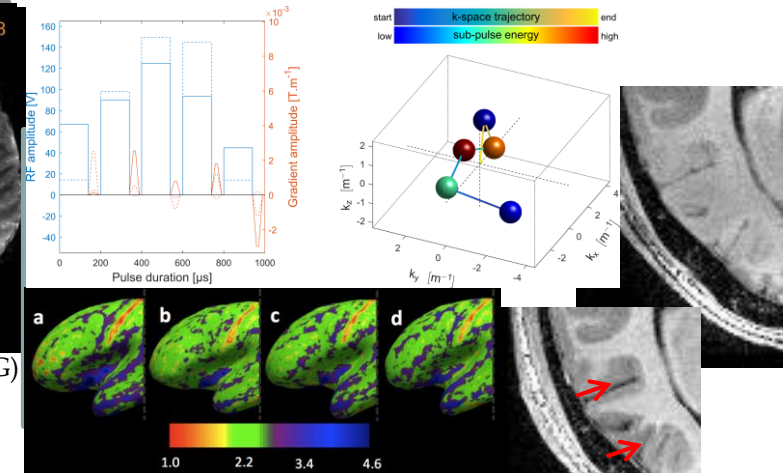 3
160
140
120
100
80
60
40
20
0
-20
-40
RF amplitude [V]
0 200 400 600 800 1000
Pulse duration [µs]
×10⁻³
10
8
6
4
2
0
-2
Gradient amplitude [T.m⁻¹]
start k-space trajectory end
low sub-pulse energy high
2
1
0
-1
-2
k_z [m⁻¹]
2 0 -2 -4
k_y [m⁻¹]
-2 0 2 4
k_x [m⁻¹]
G)
a b c d
1.0 2.2 3.4 4.6